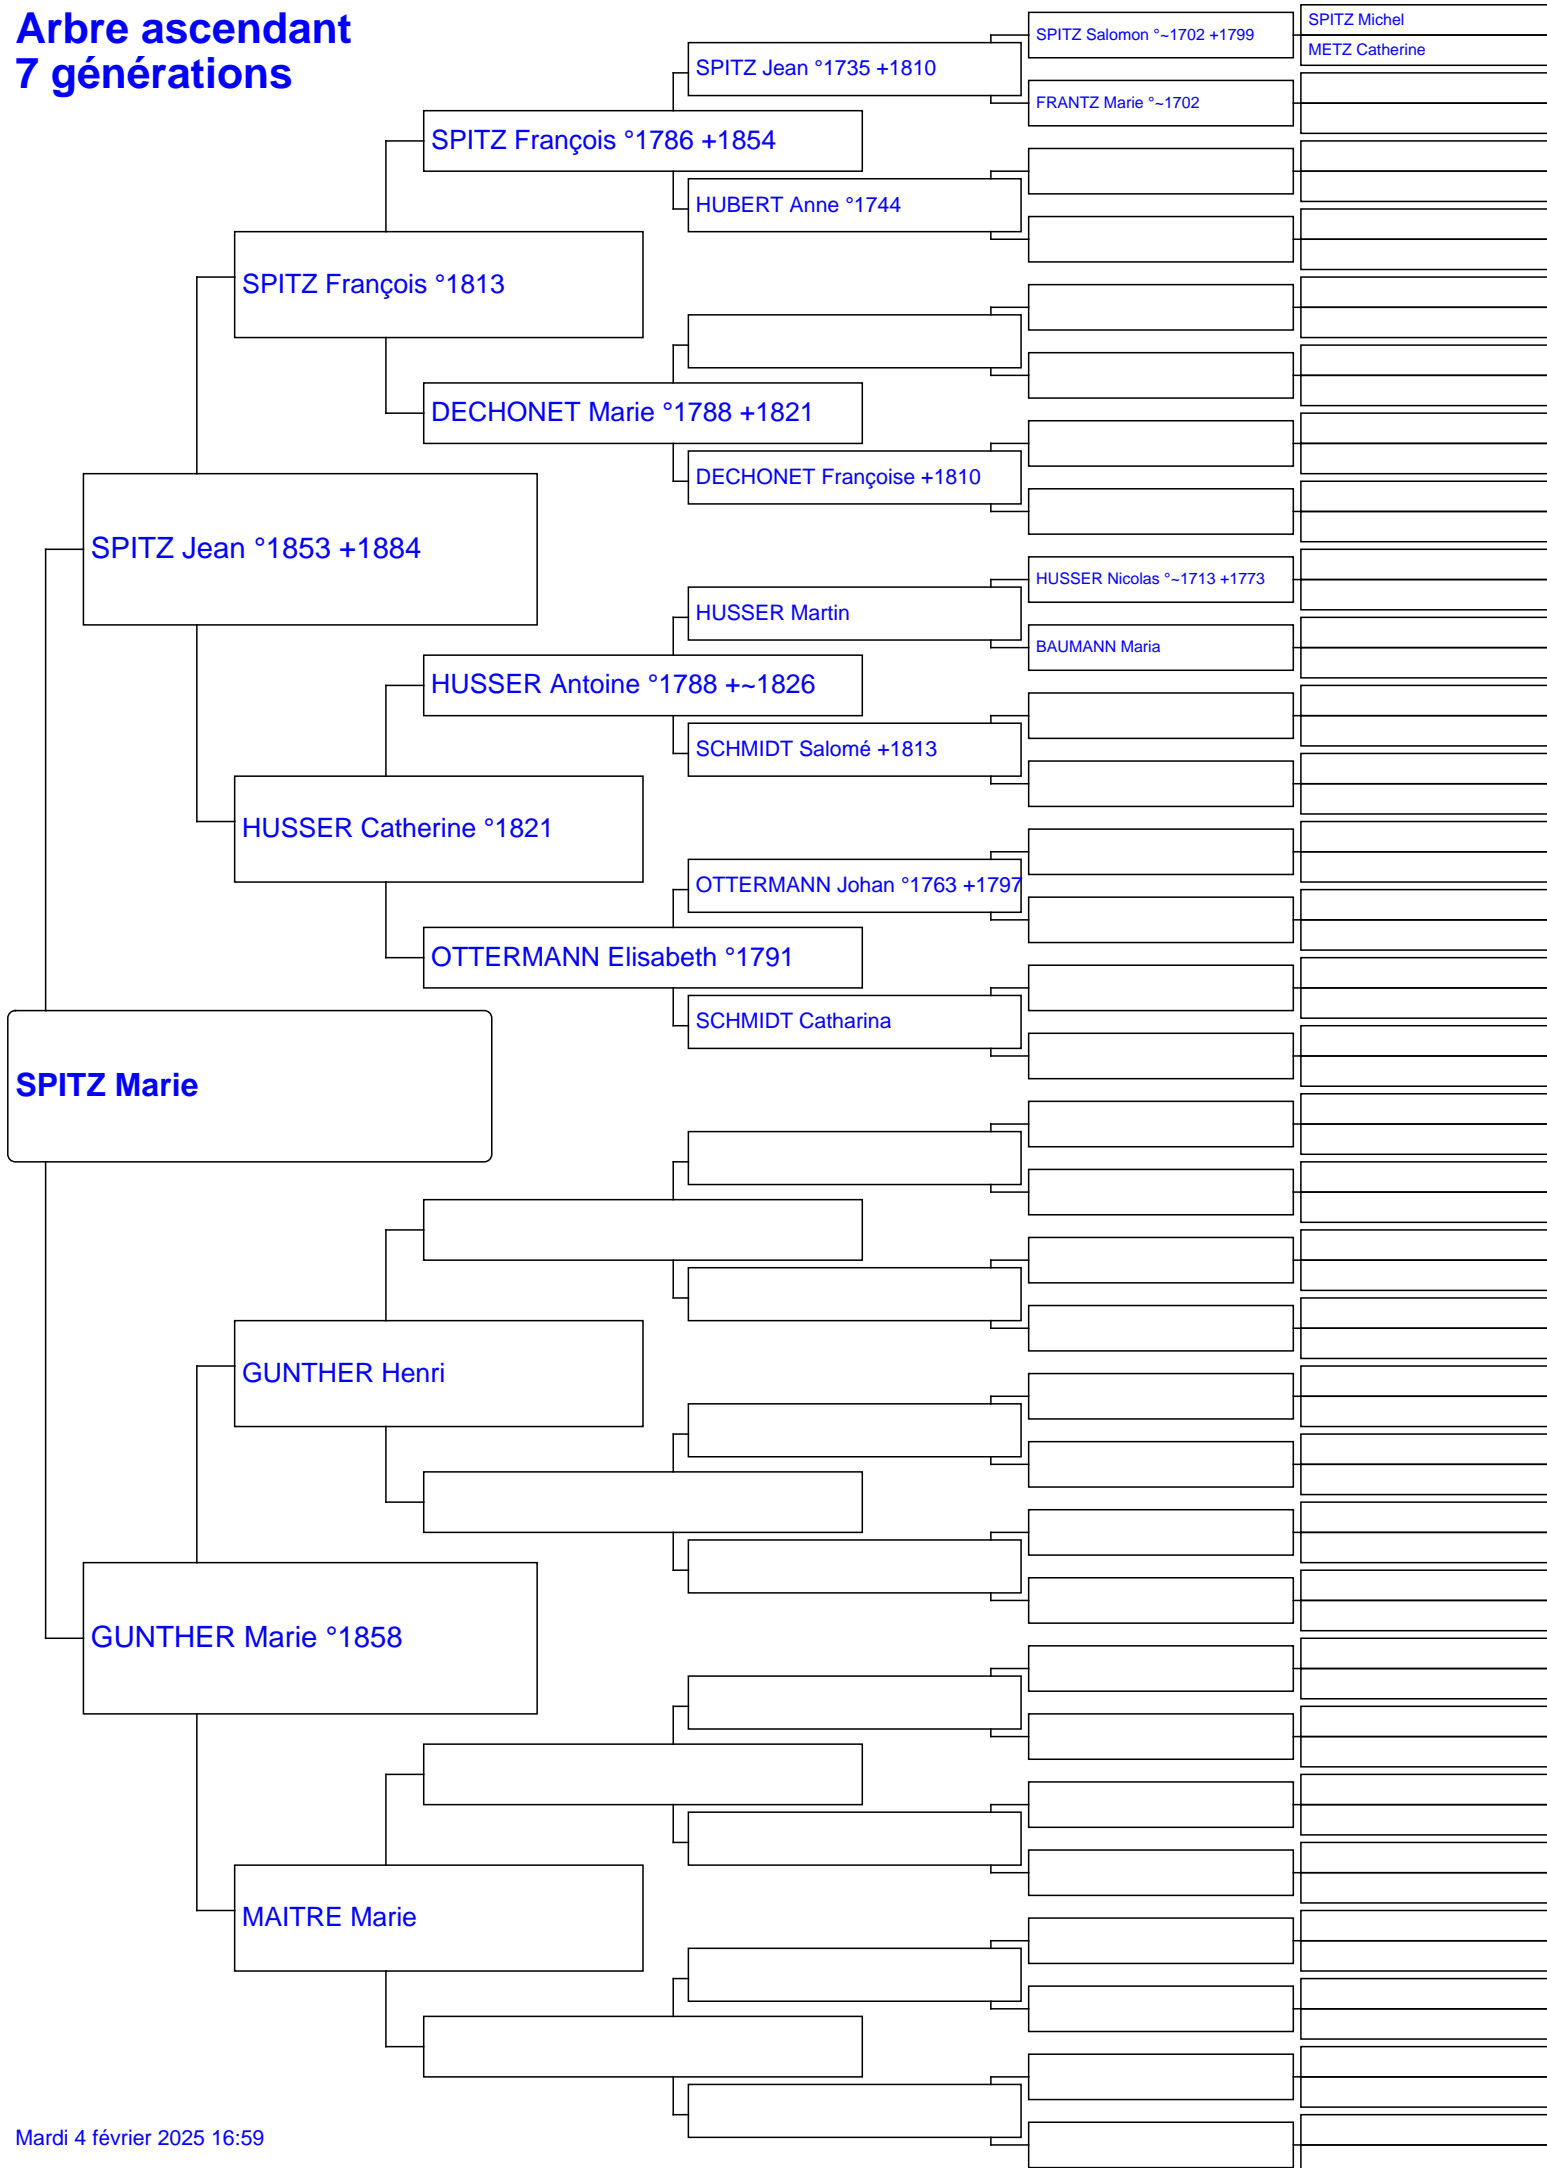 Arbre ascendant
7 générations
SPITZ Michel
SPITZ Salomon °~1702 +1799
METZ Catherine
SPITZ Jean °1735 +1810
FRANTZ Marie °~1702
SPITZ François °1786 +1854
HUBERT Anne °1744
SPITZ François °1813
DECHONET Marie °1788 +1821
DECHONET Françoise +1810
SPITZ Jean °1853 +1884
HUSSER Nicolas °~1713 +1773
HUSSER Martin
BAUMANN Maria
HUSSER Antoine °1788 +~1826
SCHMIDT Salomé +1813
HUSSER Catherine °1821
OTTERMANN Johan °1763 +1797
OTTERMANN Elisabeth °1791
SCHMIDT Catharina
SPITZ Marie
GUNTHER Henri
GUNTHER Marie °1858
MAITRE Marie
Mardi 4 février 2025 16:59